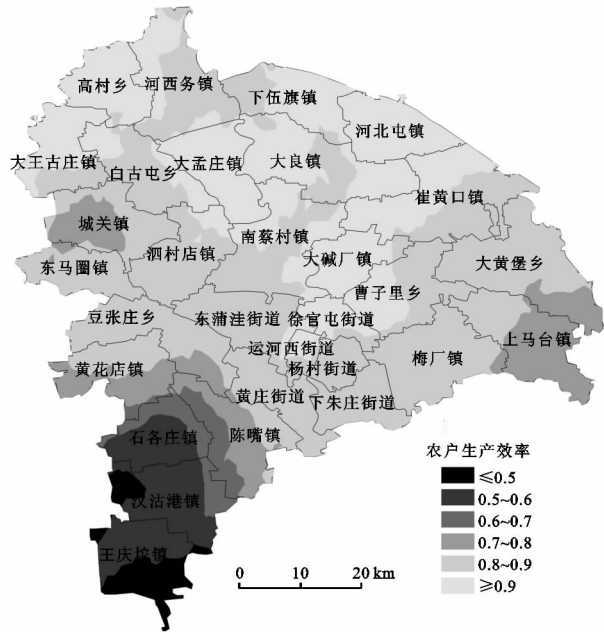 高村乡
河西务镇
下伍旗镇
河北屯镇
大王古庄镇
白古屯乡
大孟庄镇
大良镇
崔黄口镇
城关镇
泗村店镇
南蔡村镇
大碱厂镇
东马圈镇
大黄堡乡
曹子里乡
豆张庄乡
东蒲洼街道 徐官屯街道
上马台镇
运河西街道
梅厂镇
黄花店镇
杨村街道
黄庄街道
下朱庄街道
石各庄镇
陈嘴镇
汉沽港镇
王庆坨镇
农户生产效率
≤0.5
0.5~0.6
0.6~0.7
0.7~0.8
0.8~0.9
≥0.9
0 10 20 km